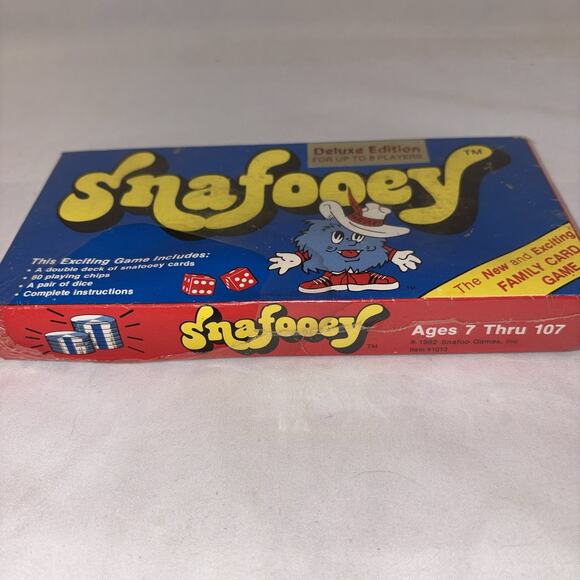 Deluxe Edition
FOR UP TO 8 PLAYERS
Snafooey TM
This Exciting Game Includes:
• A double deck of snafooey cards
• 80 playing chips
• A pair of dice
• Complete instructions
The New and Exciting
FAMILY CARD
GAME
TM
Snafooey TM
Ages 7 Thru 107
© 1982 Snafoo Games, Inc.
Item #1013